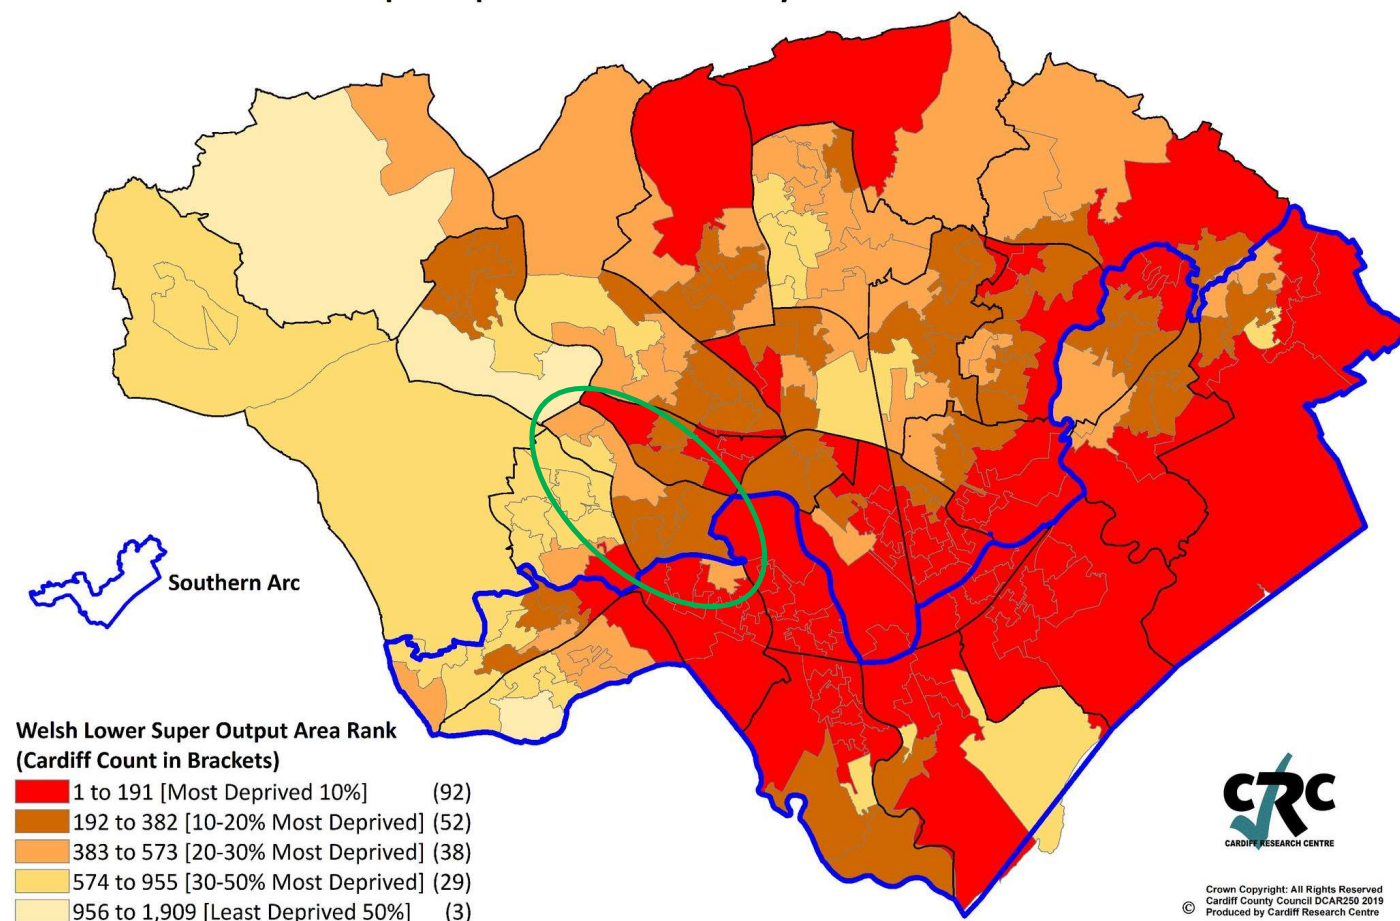 Southern Arc
Welsh Lower Super Output Area Rank
(Cardiff Count in Brackets)
1 to 191 [Most Deprived 10%] (92)
192 to 382 [10-20% Most Deprived] (52)
383 to 573 [20-30% Most Deprived] (38)
574 to 955 [30-50% Most Deprived] (29)
956 to 1,909 [Least Deprived 50%] (3)
CRC
CARDIFF RESEARCH CENTRE
Crown Copyright: All Rights Reserved
Cardiff County Council DCAR250 2019
© Produced by Cardiff Research Centre